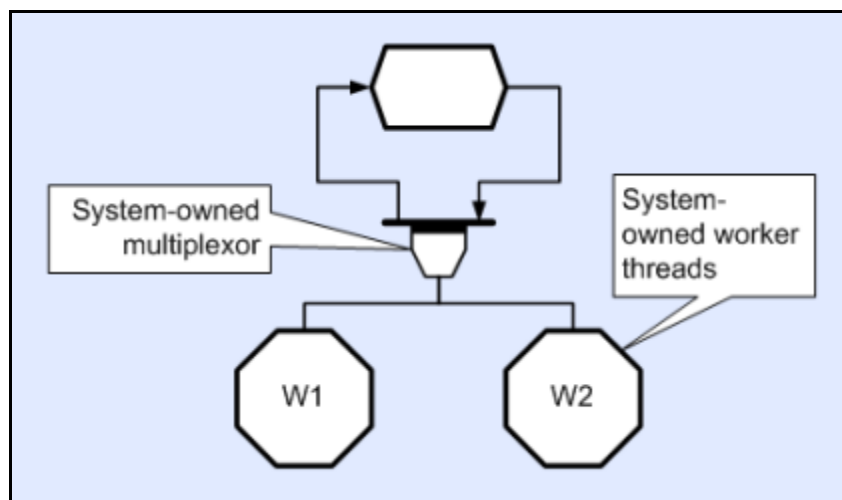 System-owned
multiplexor
System-
owned worker
threads
W1
W2